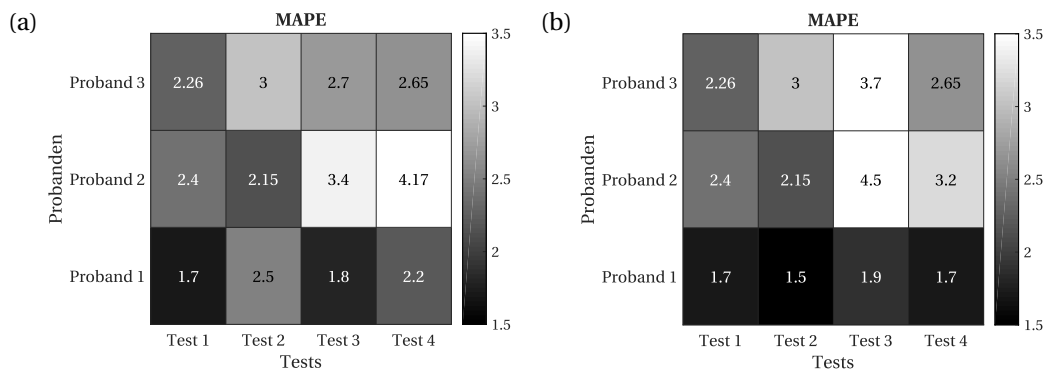 (a)
MAPE
Probanden
Proband 3
2.26 3 2.7 2.65
Proband 2
2.4 2.15 3.4 4.17
Proband 1
1.7 2.5 1.8 2.2
Test 1 Test 2 Test 3 Test 4
Tests
3.5
3
2.5
2
1.5
(b)
MAPE
Probanden
Proband 3
2.26 3 3.7 2.65
Proband 2
2.4 2.15 4.5 3.2
Proband 1
1.7 1.5 1.9 1.7
Test 1 Test 2 Test 3 Test 4
Tests
3.5
3
2.5
2
1.5